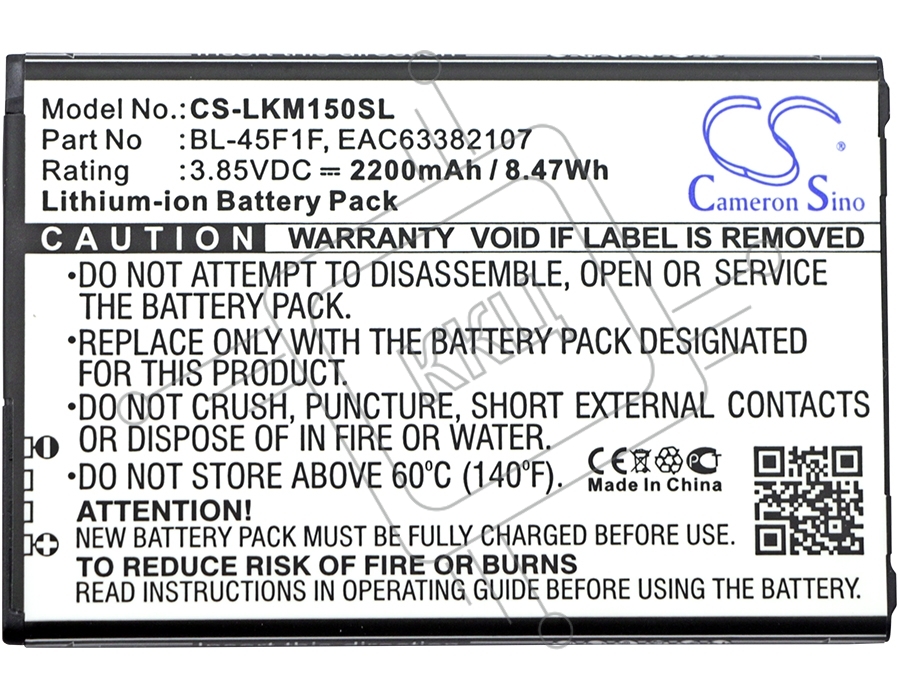 Model No.: CS-LKM150SL
Part No. : BL-45F1F, EAC63382107
Rating : 3.85VDC ⎓ 2200mAh / 8.47Wh
Lithium-ion Battery Pack
CS
®
Cameron Sino
CAUTION WARRANTY VOID IF LABEL IS REMOVED
•DO NOT ATTEMPT TO DISASSEMBLE, OPEN OR SERVICE
THE BATTERY PACK.
•REPLACE ONLY WITH THE BATTERY PACK DESIGNATED
FOR THIS PRODUCT.
•DO NOT CRUSH, PUNCTURE, SHORT EXTERNAL CONTACTS
OR DISPOSE OF IN FIRE OR WATER.
•DO NOT STORE ABOVE 60°C (140°F).
CE PCT
Made In China
ATTENTION!
NEW BATTERY PACK MUST BE FULLY CHARGED BEFORE USE.
TO REDUCE RISK OF FIRE OR BURNS
READ INSTRUCTIONS IN OPERATING GUIDE BEFORE USING THE BATTERY.
ККЦ